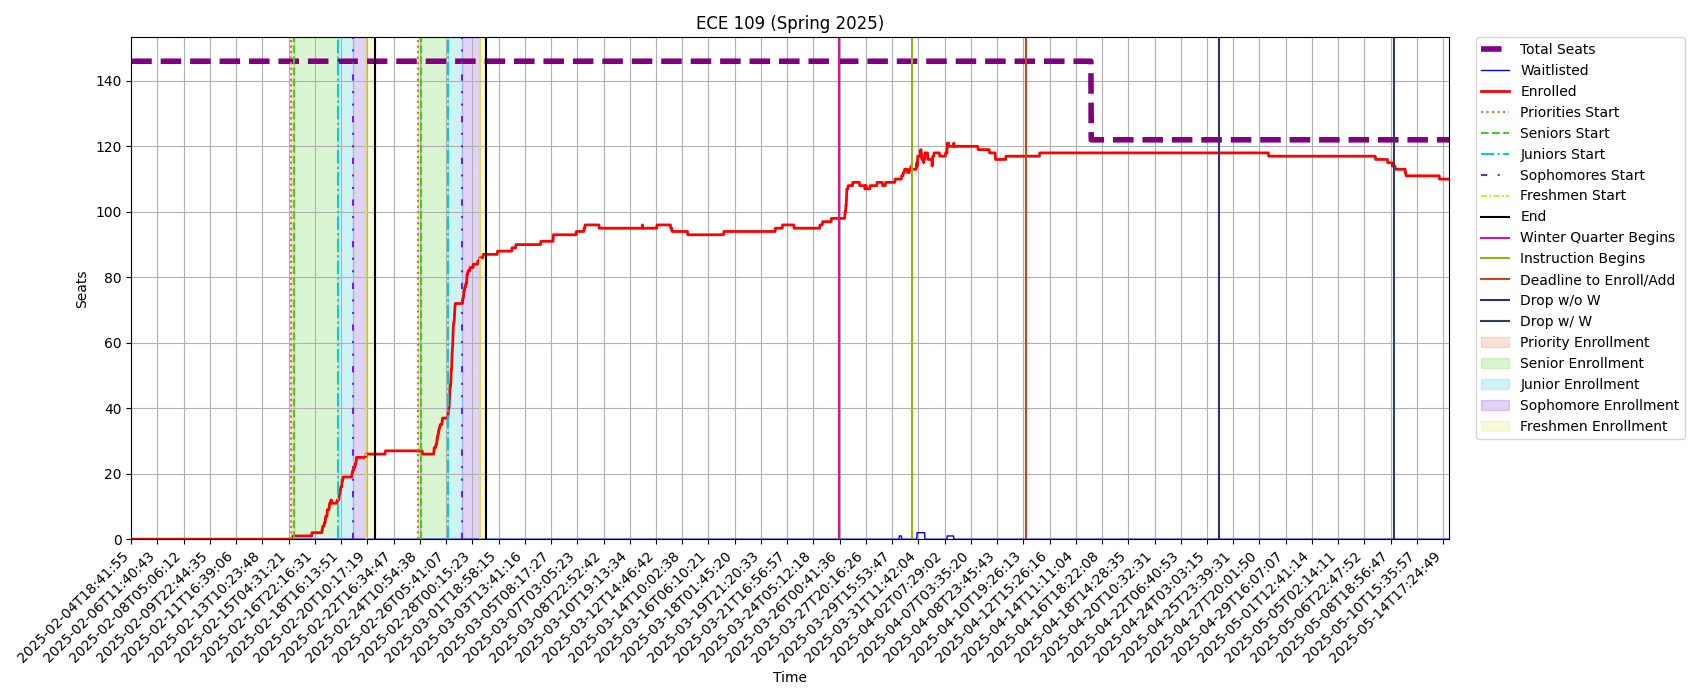 ECE 109 (Spring 2025)
Seats
140
120
100
80
60
40
20
0
2025-02-04T18:41:55
2025-02-06T11:40:43
2025-02-08T05:06:12
2025-02-09T22:44:35
2025-02-11T16:39:06
2025-02-13T10:23:48
2025-02-15T04:31:21
2025-02-16T22:16:31
2025-02-18T16:13:51
2025-02-20T10:17:19
2025-02-22T16:34:47
2025-02-24T10:54:38
2025-02-26T05:41:07
2025-02-28T00:15:23
2025-03-01T18:58:15
2025-03-03T13:41:16
2025-03-05T08:17:27
2025-03-07T03:05:23
2025-03-08T22:52:42
2025-03-10T19:13:34
2025-03-12T14:46:42
2025-03-14T10:02:38
2025-03-16T06:10:21
2025-03-18T01:45:20
2025-03-19T21:20:33
2025-03-21T16:56:57
2025-03-24T05:12:18
2025-03-26T00:41:36
2025-03-27T20:16:26
2025-03-29T15:53:47
2025-03-31T11:42:04
2025-04-02T07:29:02
2025-04-07T03:35:20
2025-04-08T23:45:43
2025-04-10T19:26:13
2025-04-12T15:26:16
2025-04-14T11:11:04
2025-04-16T18:22:08
2025-04-18T14:28:35
2025-04-20T10:32:31
2025-04-22T06:40:53
2025-04-24T03:03:15
2025-04-25T23:39:31
2025-04-27T20:01:50
2025-04-29T16:07:07
2025-05-01T12:41:14
2025-05-05T02:14:11
2025-05-06T22:47:52
2025-05-08T18:56:47
2025-05-10T15:35:57
2025-05-14T17:24:49
Time
Total Seats
Waitlisted
Enrolled
Priorities Start
Seniors Start
Juniors Start
Sophomores Start
Freshmen Start
End
Winter Quarter Begins
Instruction Begins
Deadline to Enroll/Add
Drop w/o W
Drop w/ W
Priority Enrollment
Senior Enrollment
Junior Enrollment
Sophomore Enrollment
Freshmen Enrollment